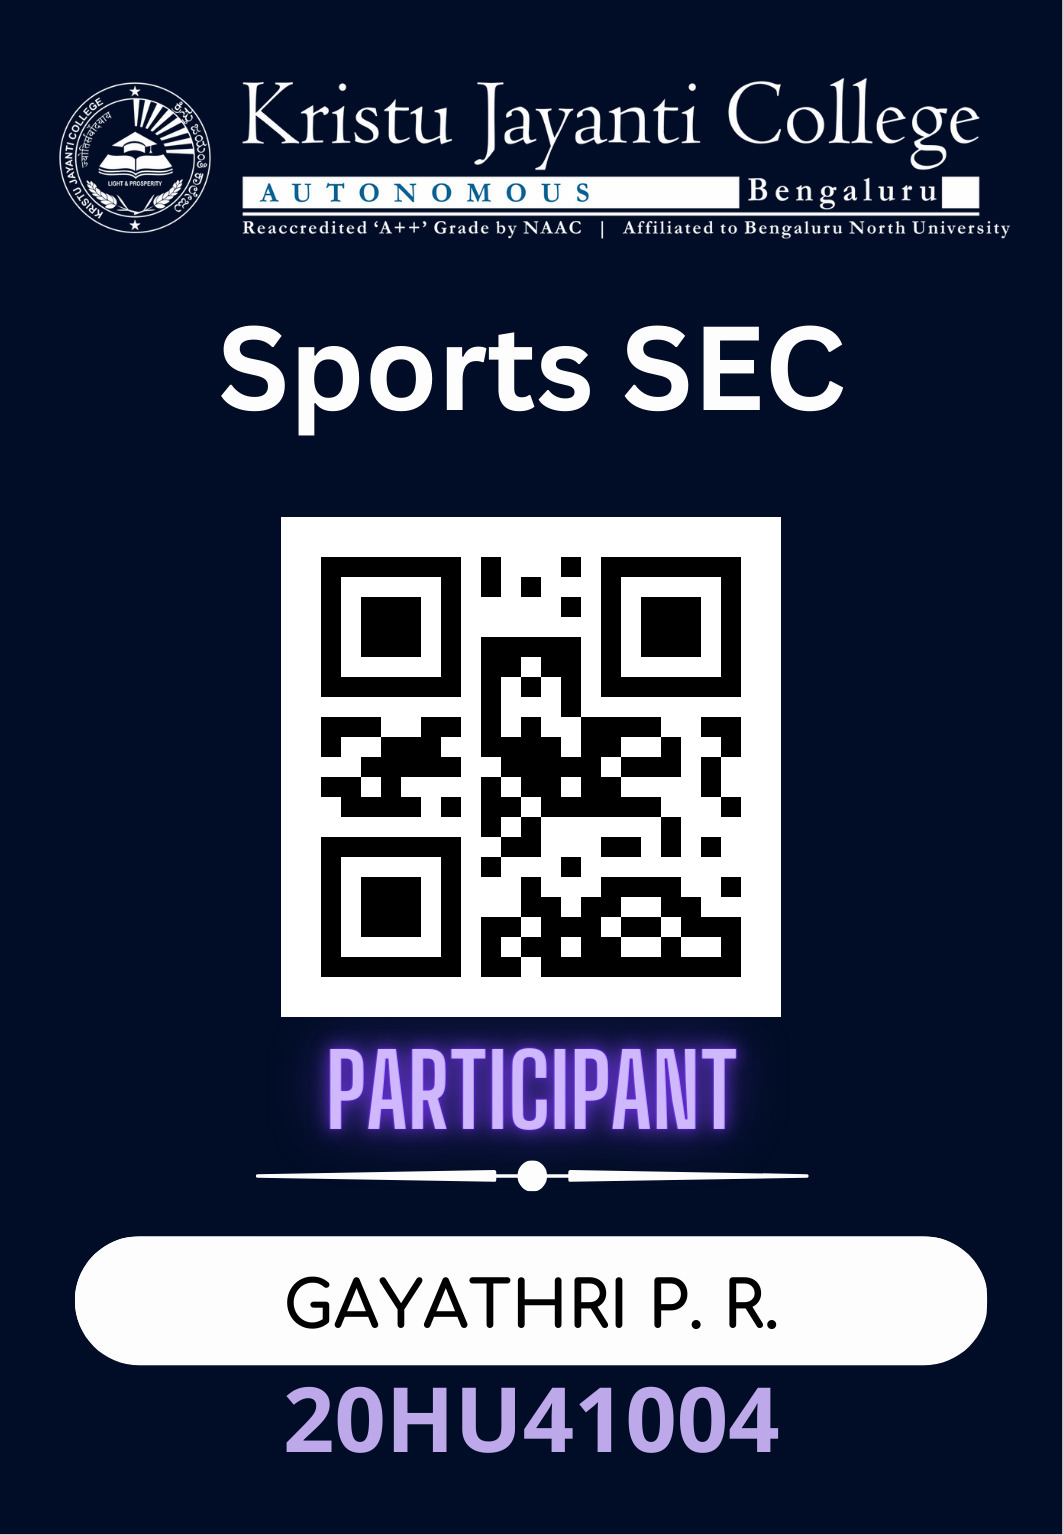 Kristu Jayanti College
AUTONOMOUS Bengaluru
Reaccredited ‘A++’ Grade by NAAC | Affiliated to Bengaluru North University
KRISTU JAYANTI COLLEGE
ಕ್ರಿಸ್ತು ಜಯಂತಿ ಕಾಲೇಜು
LIGHT & PROSPERITY
Sports SEC
PARTICIPANT
GAYATHRI P. R.
20HU41004